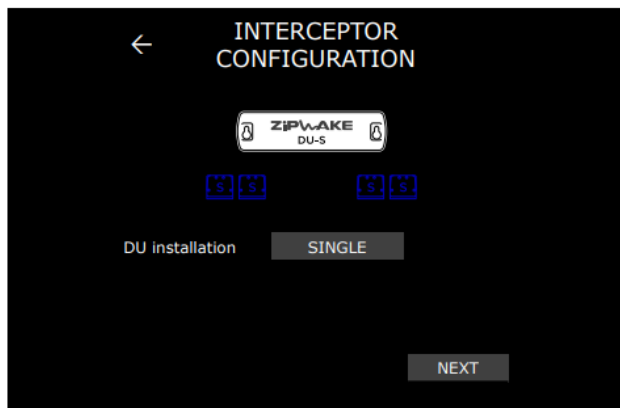 INTERCEPTOR
CONFIGURATION
ZIPWAKE
DU-S
S S S S
DU installation SINGLE
NEXT